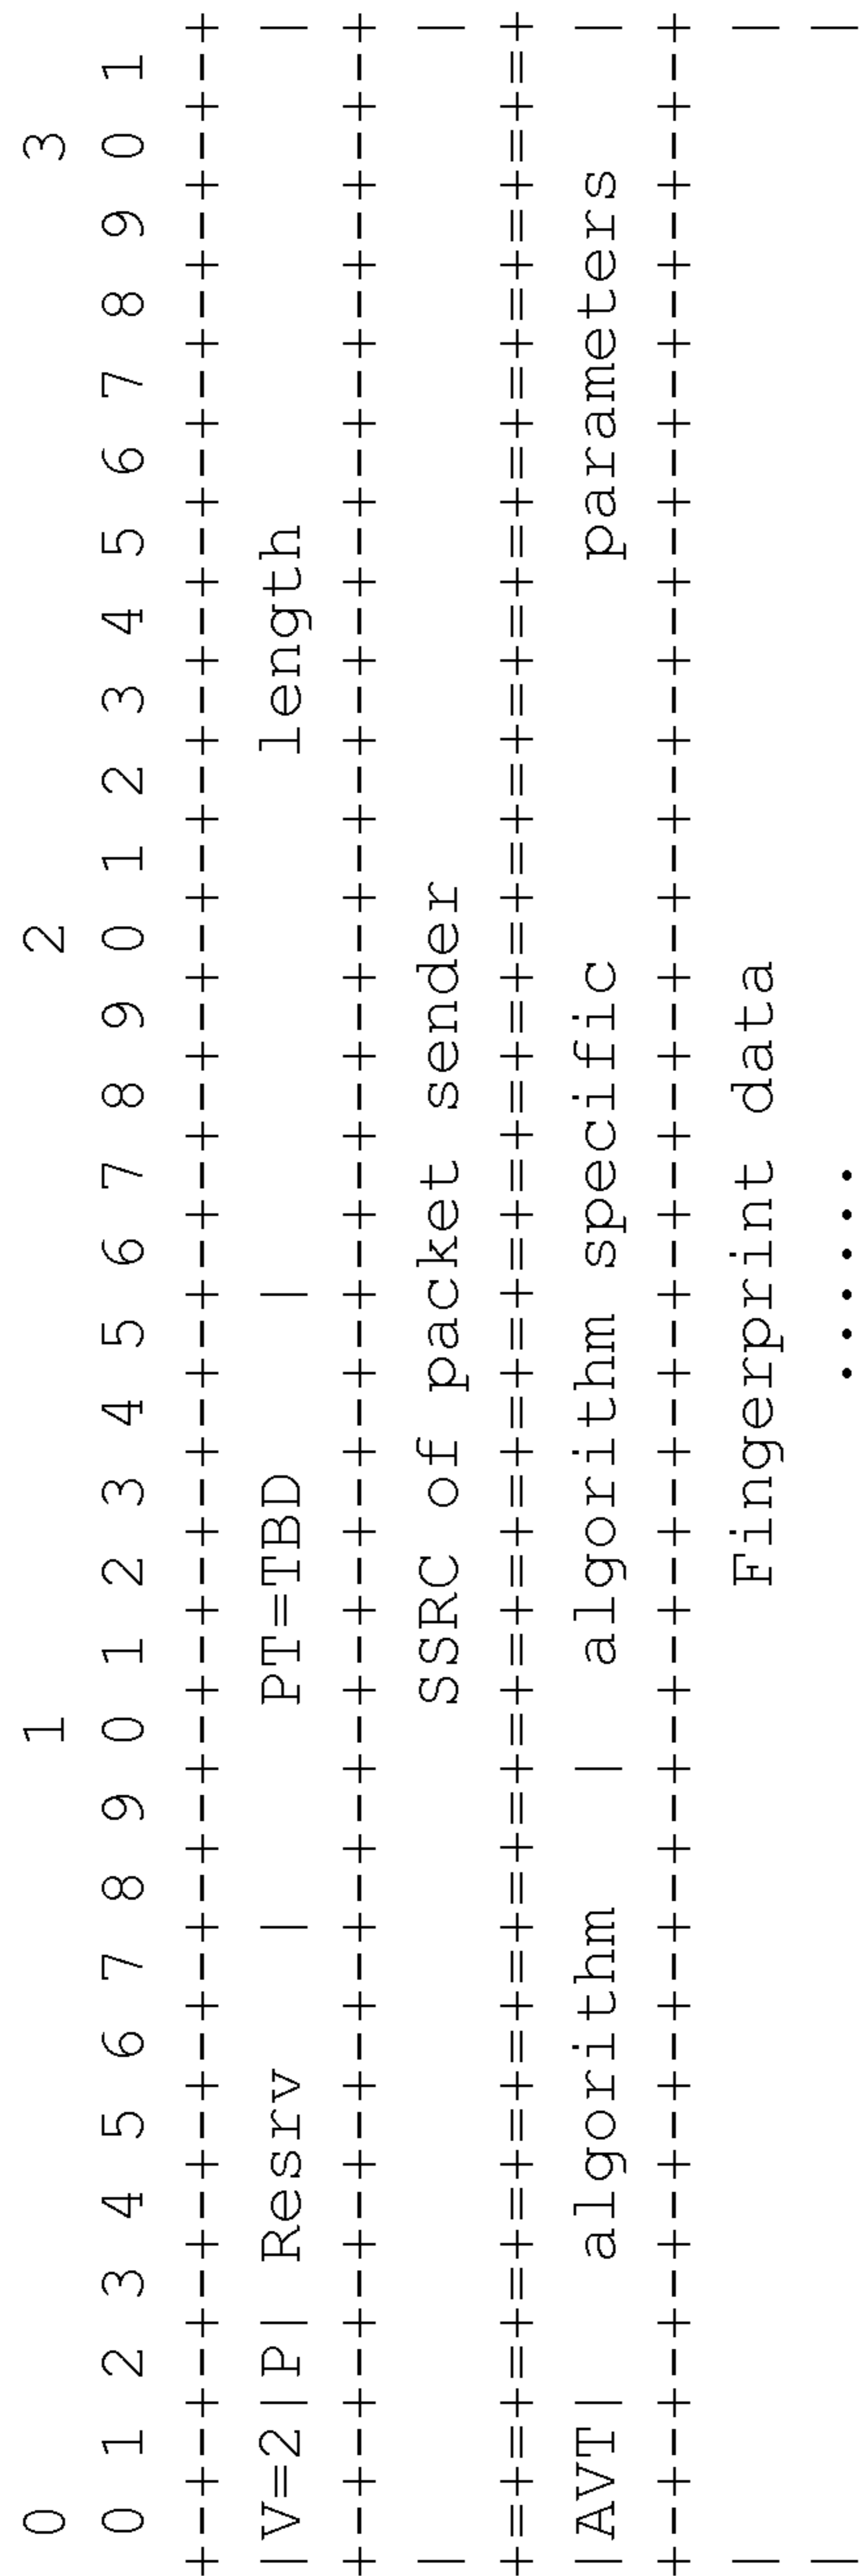 0                   1                   2                   3
 0 1 2 3 4 5 6 7 8 9 0 1 2 3 4 5 6 7 8 9 0 1 2 3 4 5 6 7 8 9 0 1
+-+-+-+-+-+-+-+-+-+-+-+-+-+-+-+-+-+-+-+-+-+-+-+-+-+-+-+-+-+-+-+-+
|V=2|P| Resrv   |     PT=TBD    |             length            |
+-+-+-+-+-+-+-+-+-+-+-+-+-+-+-+-+-+-+-+-+-+-+-+-+-+-+-+-+-+-+-+-+
|                     SSRC of packet sender                     |
+=+=+=+=+=+=+=+=+=+=+=+=+=+=+=+=+=+=+=+=+=+=+=+=+=+=+=+=+=+=+=+=+
|AVT|   algorithm   |  algorithm specific          parameters   |
+-+-+-+-+-+-+-+-+-+-+-+-+-+-+-+-+-+-+-+-+-+-+-+-+-+-+-+-+-+-+-+-+
|                        Fingerprint data                       |
|                             ......                            |